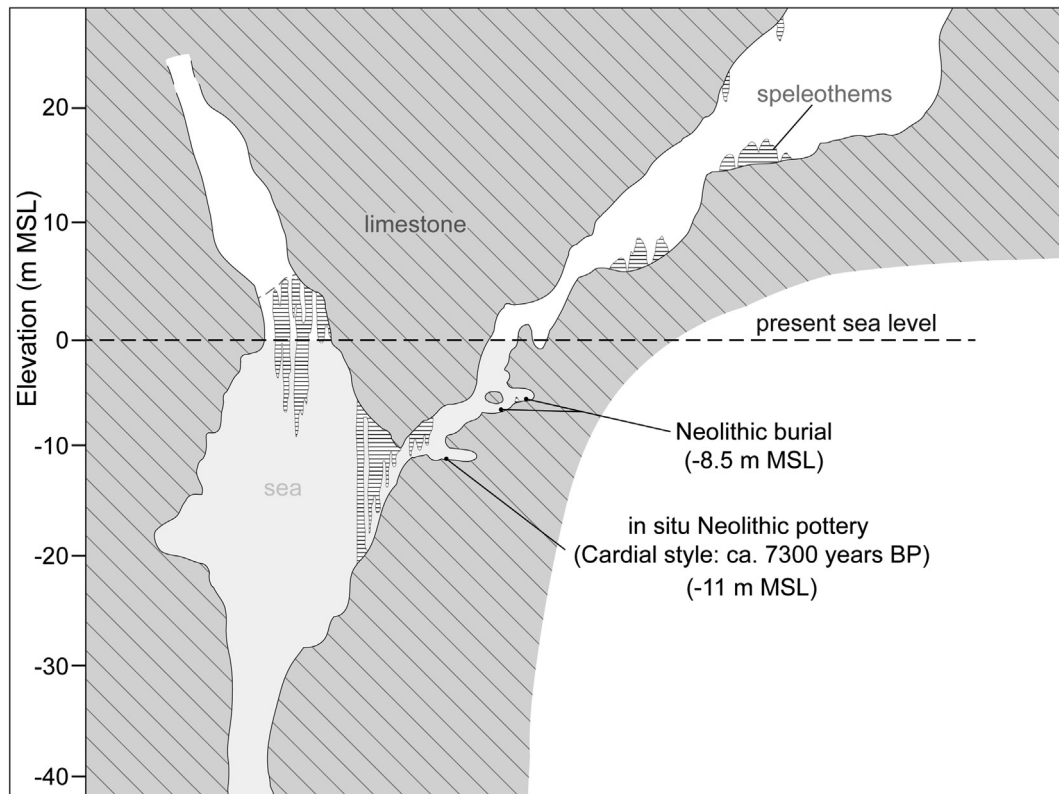 Elevation (m MSL)
20
10
0
-10
-20
-30
-40
speleothems
limestone
present sea level
sea
Neolithic burial
(-8.5 m MSL)
in situ Neolithic pottery
(Cardial style: ca. 7300 years BP)
(-11 m MSL)